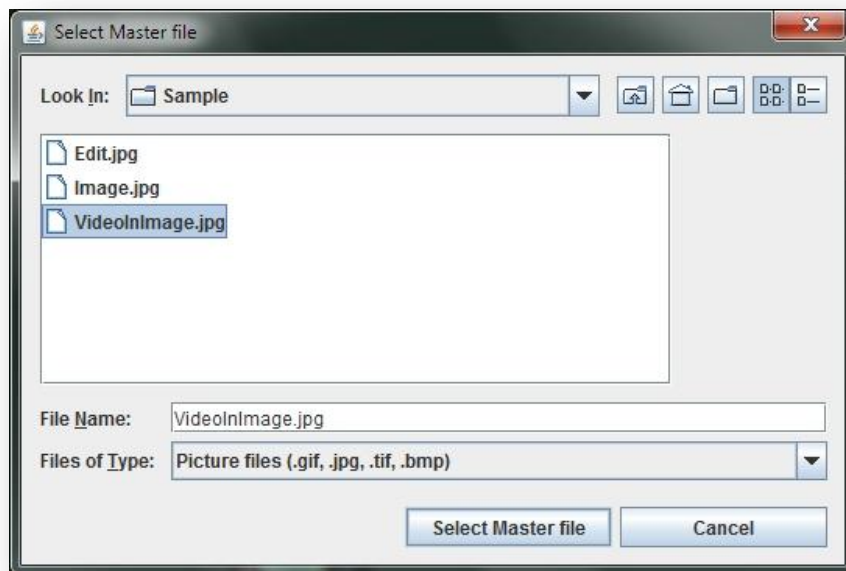 Select Master file
Look In: Sample
Edit.jpg
Image.jpg
VideoInImage.jpg
File Name: VideoInImage.jpg
Files of Type: Picture files (.gif, .jpg, .tif, .bmp)
Select Master file Cancel